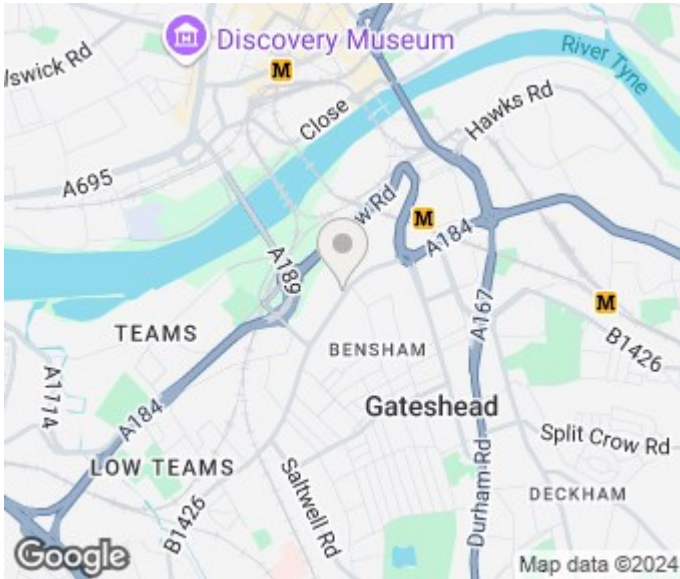 River Tyne
Discovery Museum
wswick Rd
M
Close
Hawks Rd
A695
w Rd
M
A184
A189
M
A167
TEAMS
BENSHAM
B1426
A1774
A184
Gateshead
Split Crow Rd
LOW TEAMS
Saltwell Rd
Durham Rd
DECKHAM
B1426
Google
Map data ©2024